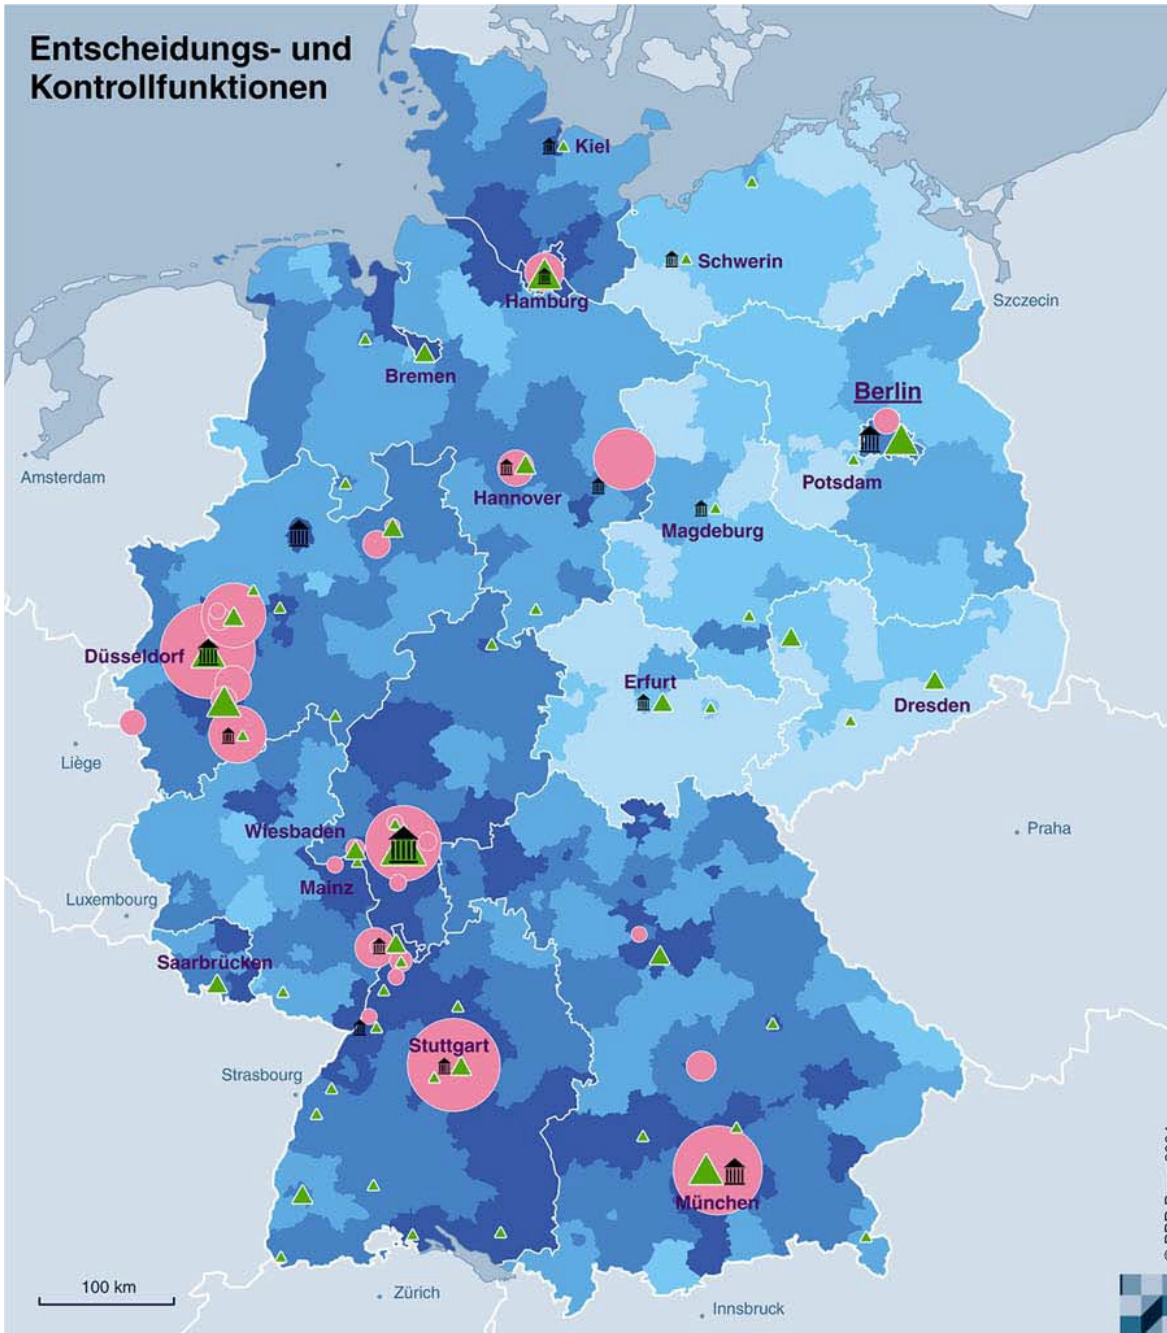 Entscheidungs- und
Kontrollfunktionen
Kiel
Schwerin
Hamburg
Szczecin
Bremen
Berlin
Amsterdam
Hannover
Potsdam
Magdeburg
Düsseldorf
Erfurt
Dresden
Liège
Wiesbaden
Praha
Mainz
Luxembourg
Saarbrücken
Stuttgart
Strasbourg
München
100 km
Zürich
Innsbruck